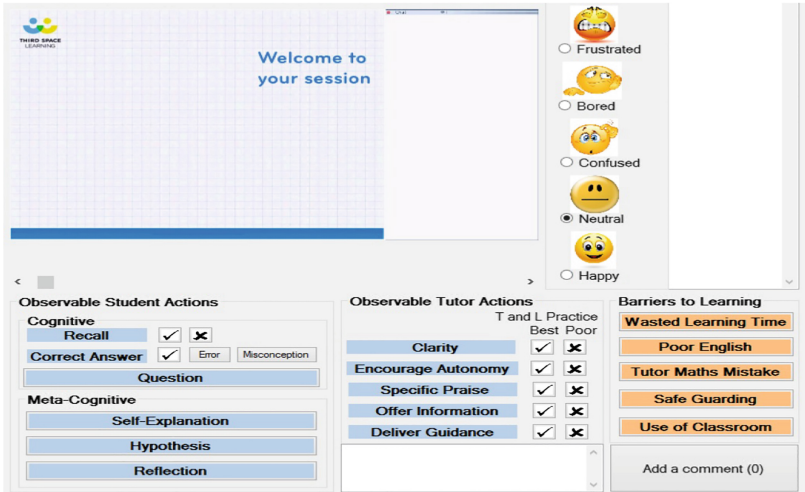 THIRD SPACE
LEARNING
Welcome to
your session
Frustrated
Bored
Confused
Neutral
Happy
Observable Student Actions
Cognitive
Recall
Correct Answer
Error
Misconception
Question
Meta-Cognitive
Self-Explanation
Hypothesis
Reflection
Observable Tutor Actions
T and L Practice
Best Poor
Clarity
Encourage Autonomy
Specific Praise
Offer Information
Deliver Guidance
Barriers to Learning
Wasted Learning Time
Poor English
Tutor Maths Mistake
Safe Guarding
Use of Classroom
Add a comment (0)